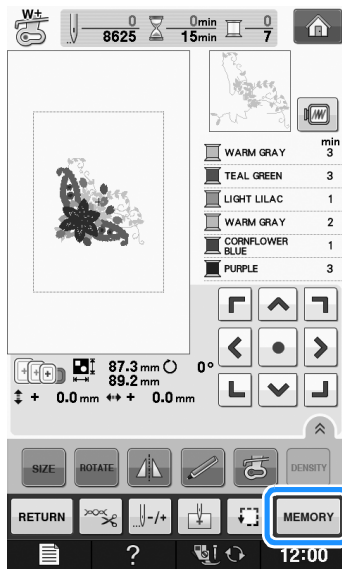 W+
0 0min 0
8625 15min 7
min
WARM GRAY 3
TEAL GREEN 3
LIGHT LILAC 1
WARM GRAY 2
CORNFLOWER
BLUE 1
PURPLE 3
87.3 mm 0°
89.2 mm
+ 0.0 mm + 0.0 mm
SIZE ROTATE DENSITY
RETURN -/+ MEMORY
? 12:00